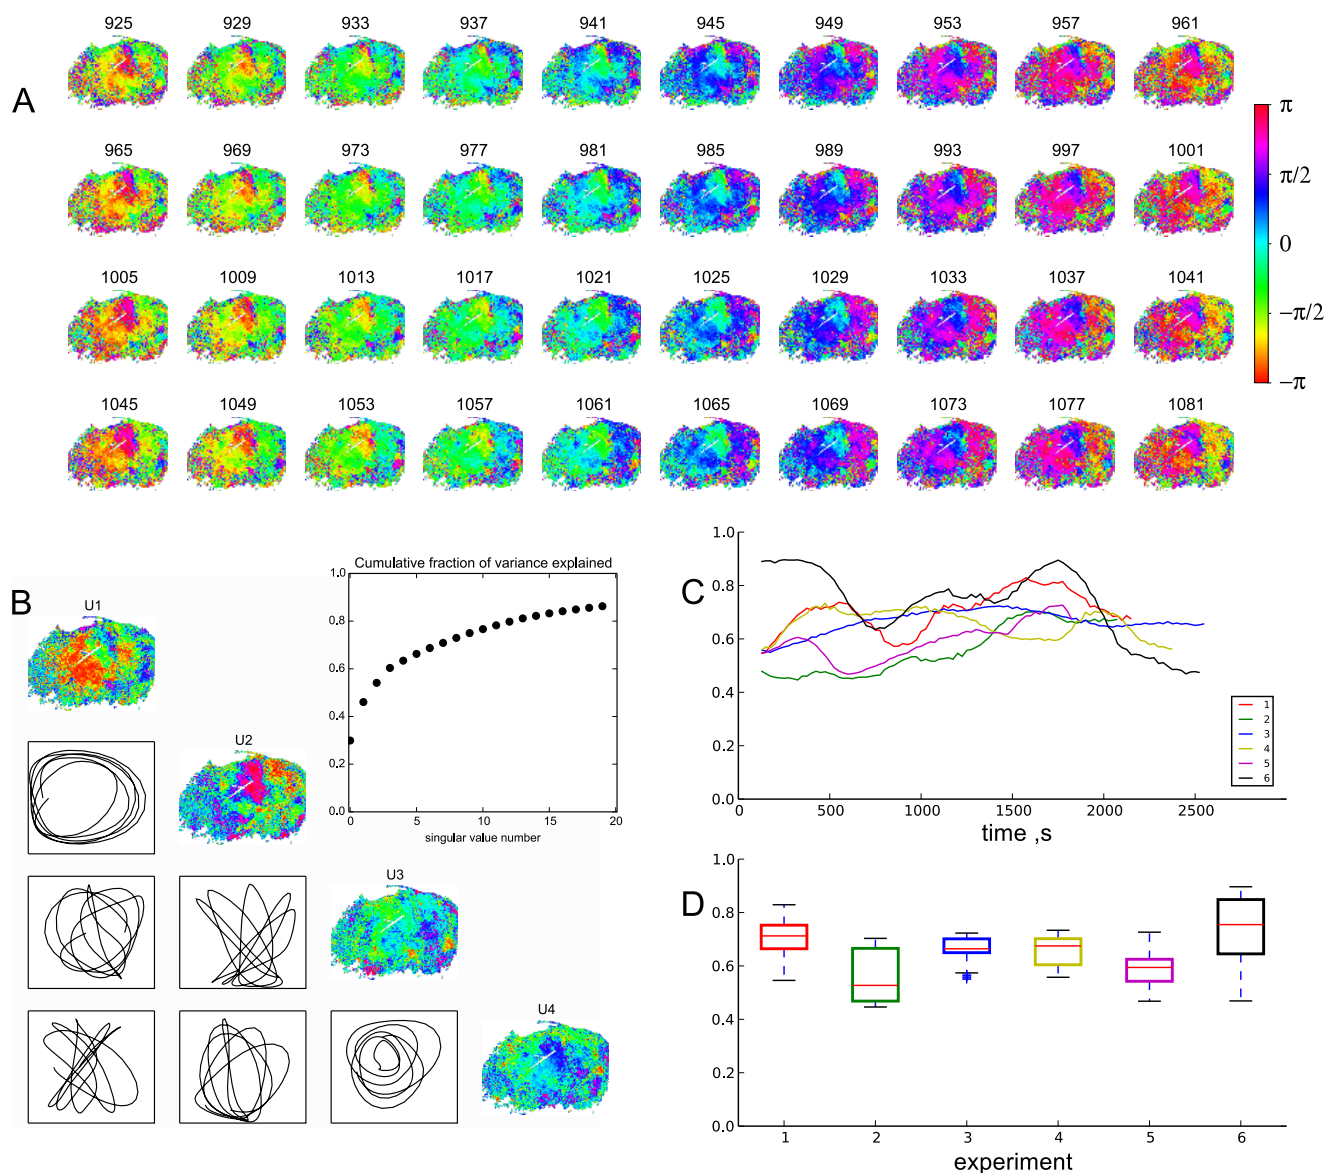 925 929 933 937 941 945 949 953 957 961
A
π
π/2
0
−π/2
−π
965 969 973 977 981 985 989 993 997 1001
1005 1009 1013 1017 1021 1025 1029 1033 1037 1041
1045 1049 1053 1057 1061 1065 1069 1073 1077 1081
B
U1
U2
U3
U4
Cumulative fraction of variance explained
1.0
0.8
0.6
0.4
0.2
0.0
0 5 10 15 20
singular value number
C
1.0
0.8
0.6
0.4
0.2
0.0
0 500 1000 1500 2000 2500
time ,s
1
2
3
4
5
6
D
1.0
0.8
0.6
0.4
0.2
0.0
1 2 3 4 5 6
experiment